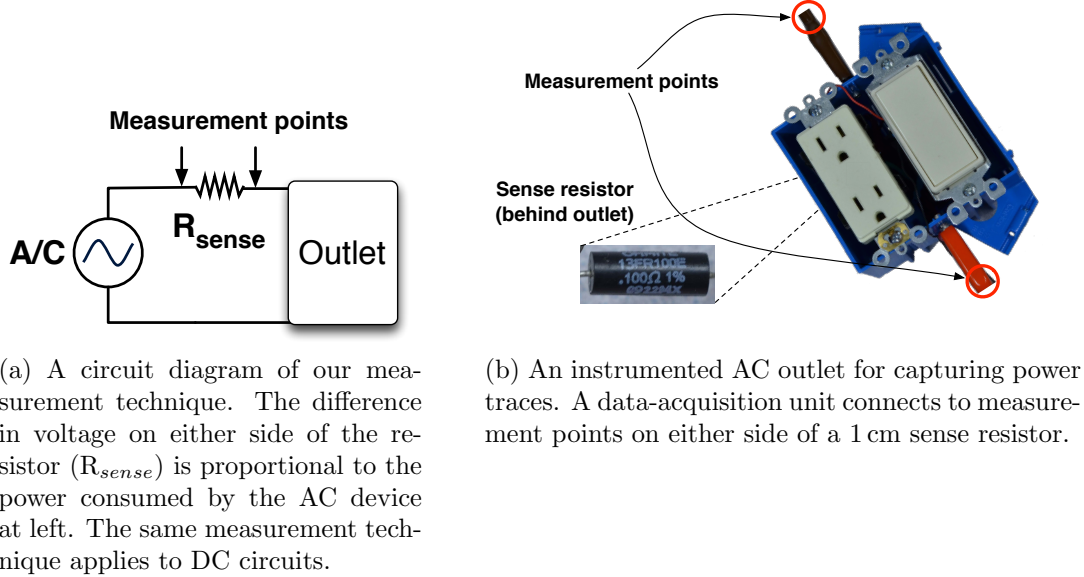 Measurement points
R_sense
A/C
Outlet
Measurement points
Sense resistor
(behind outlet)
13FR100E
.100Ω 1%
(a) A circuit diagram of our mea-
surement technique. The difference
in voltage on either side of the re-
sistor (R_sense) is proportional to the
power consumed by the AC device
at left. The same measurement tech-
nique applies to DC circuits.
(b) An instrumented AC outlet for capturing power
traces. A data-acquisition unit connects to measure-
ment points on either side of a 1 cm sense resistor.